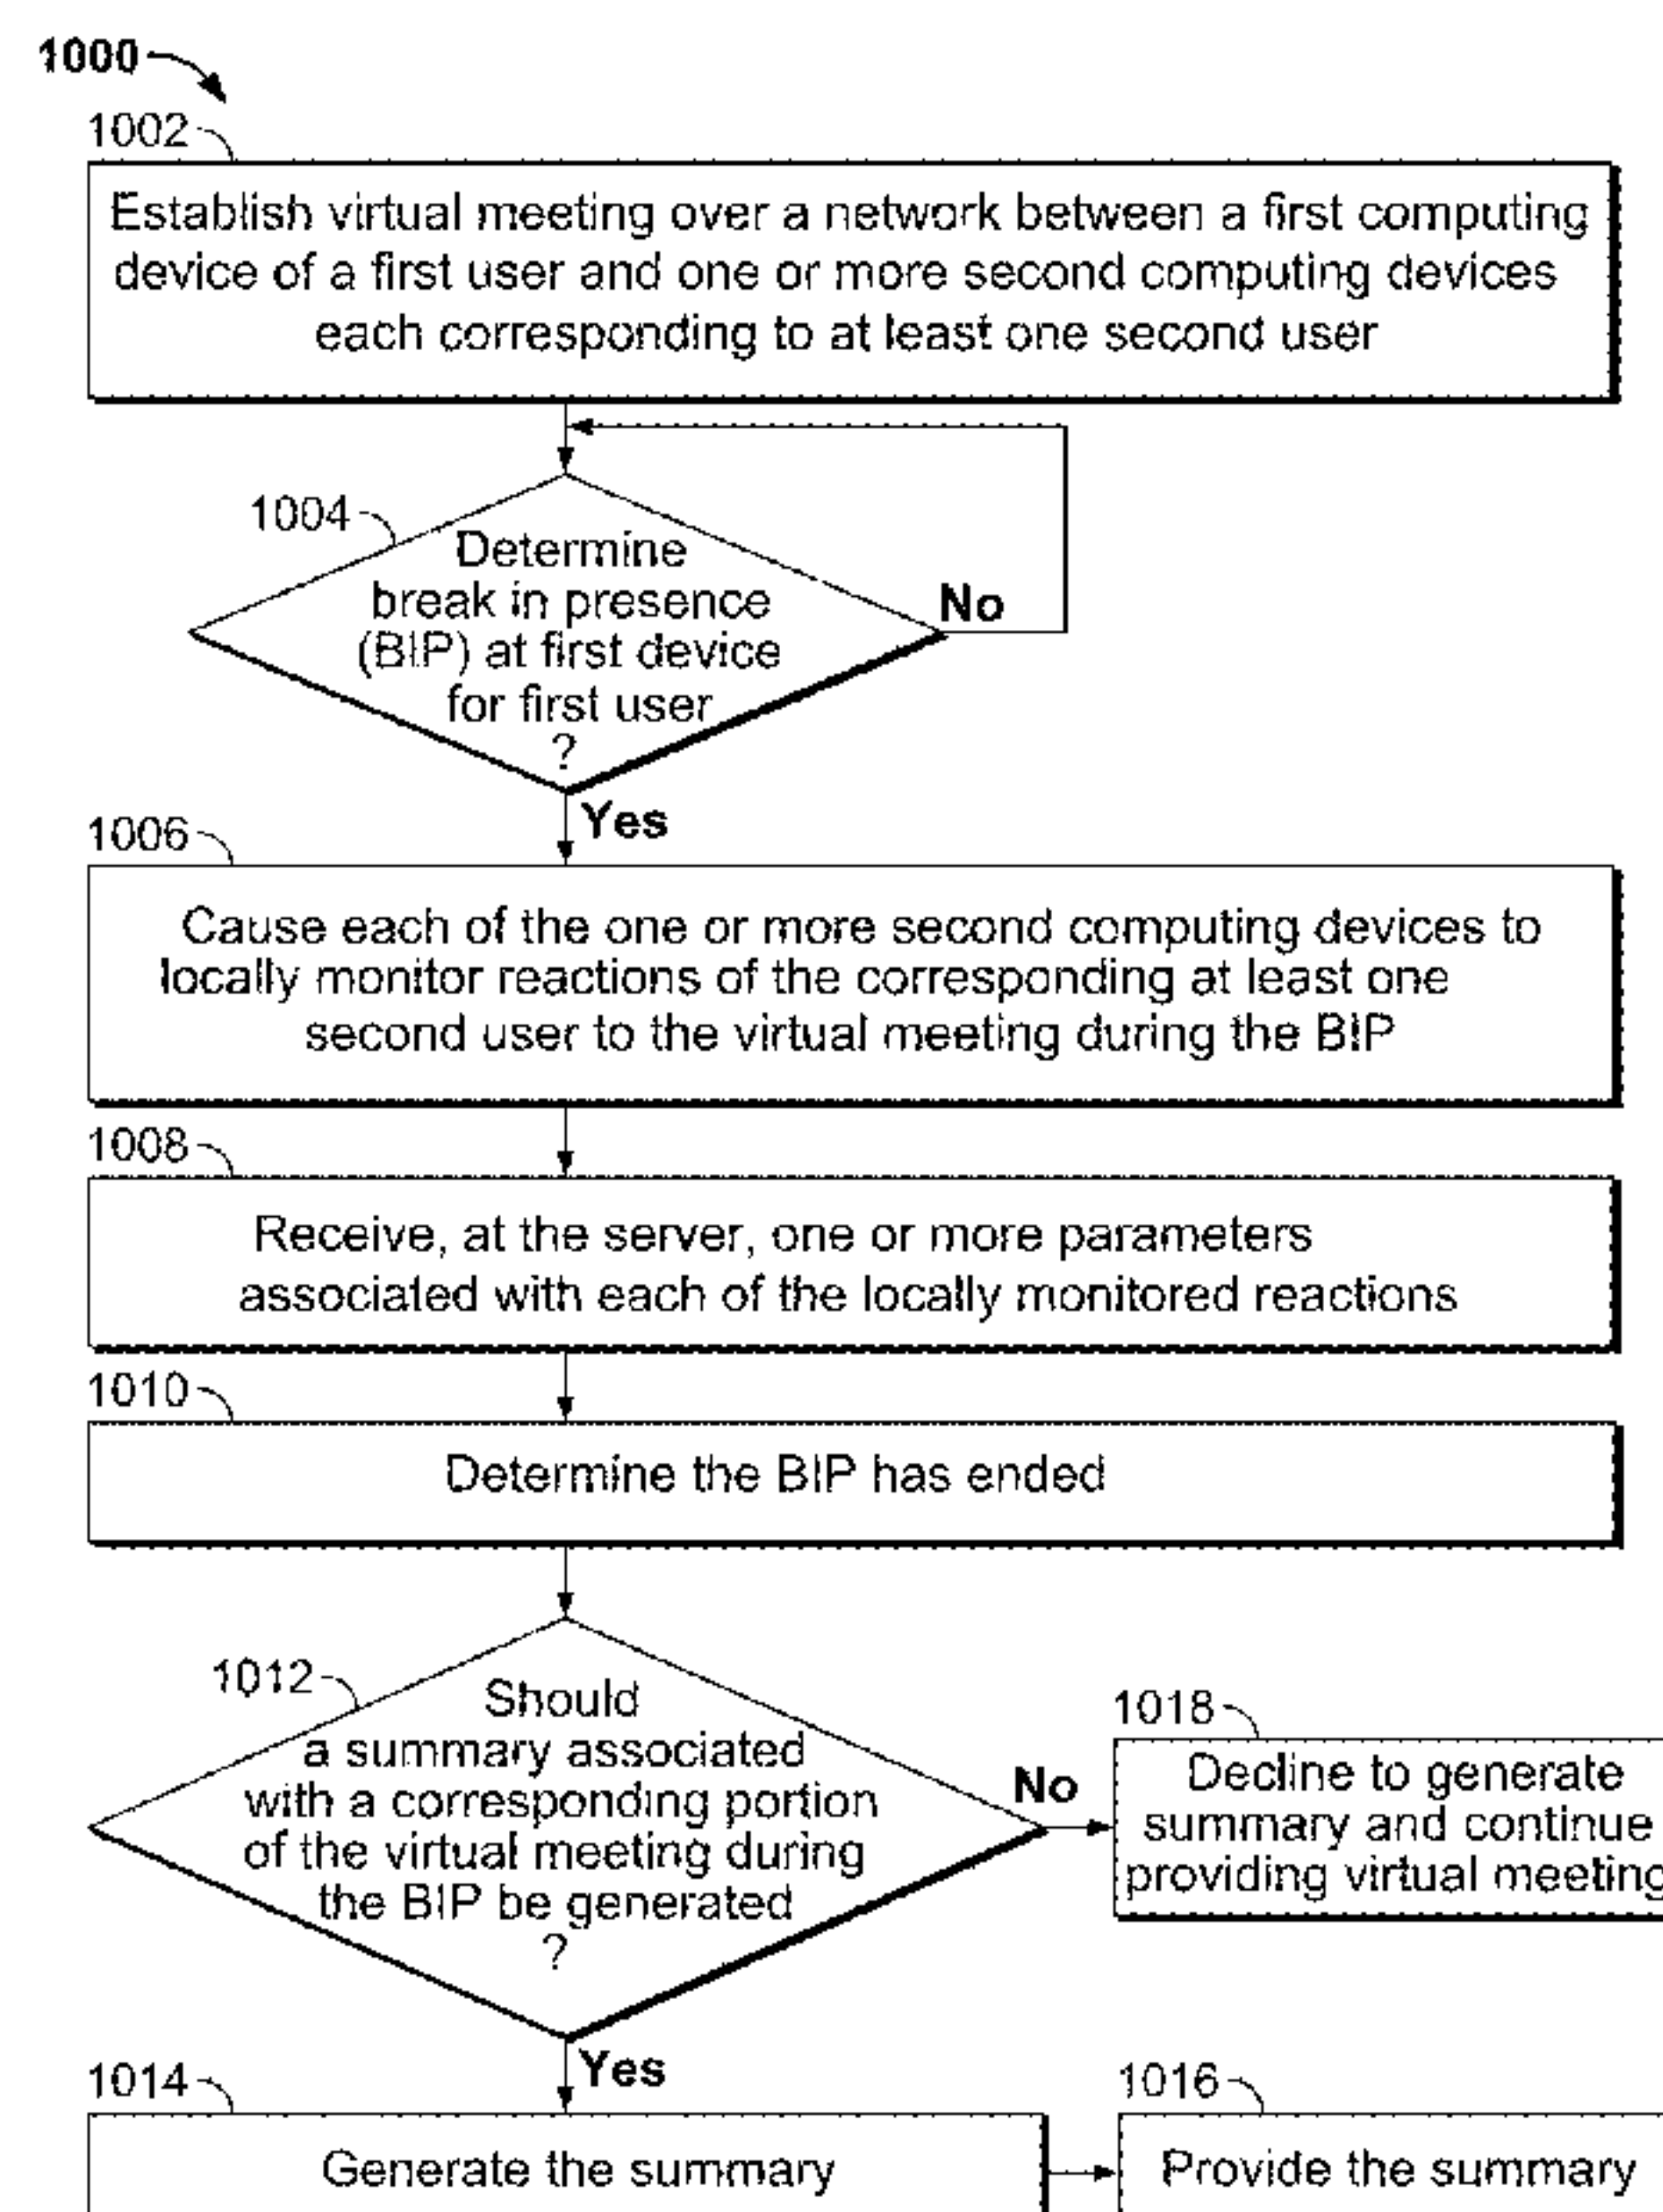 1000
1002
Establish virtual meeting over a network between a first computing
device of a first user and one or more second computing devices
each corresponding to at least one second user
1004
Determine
break in presence
(BIP) at first device
for first user
?
No
Yes
1006
Cause each of the one or more second computing devices to
locally monitor reactions of the corresponding at least one
second user to the virtual meeting during the BIP
1008
Receive, at the server, one or more parameters
associated with each of the locally monitored reactions
1010
Determine the BIP has ended
1012
Should
a summary associated
with a corresponding portion
of the virtual meeting during
the BIP be generated
?
No
1018
Decline to generate
summary and continue
providing virtual meeting
Yes
1014
Generate the summary
1016
Provide the summary